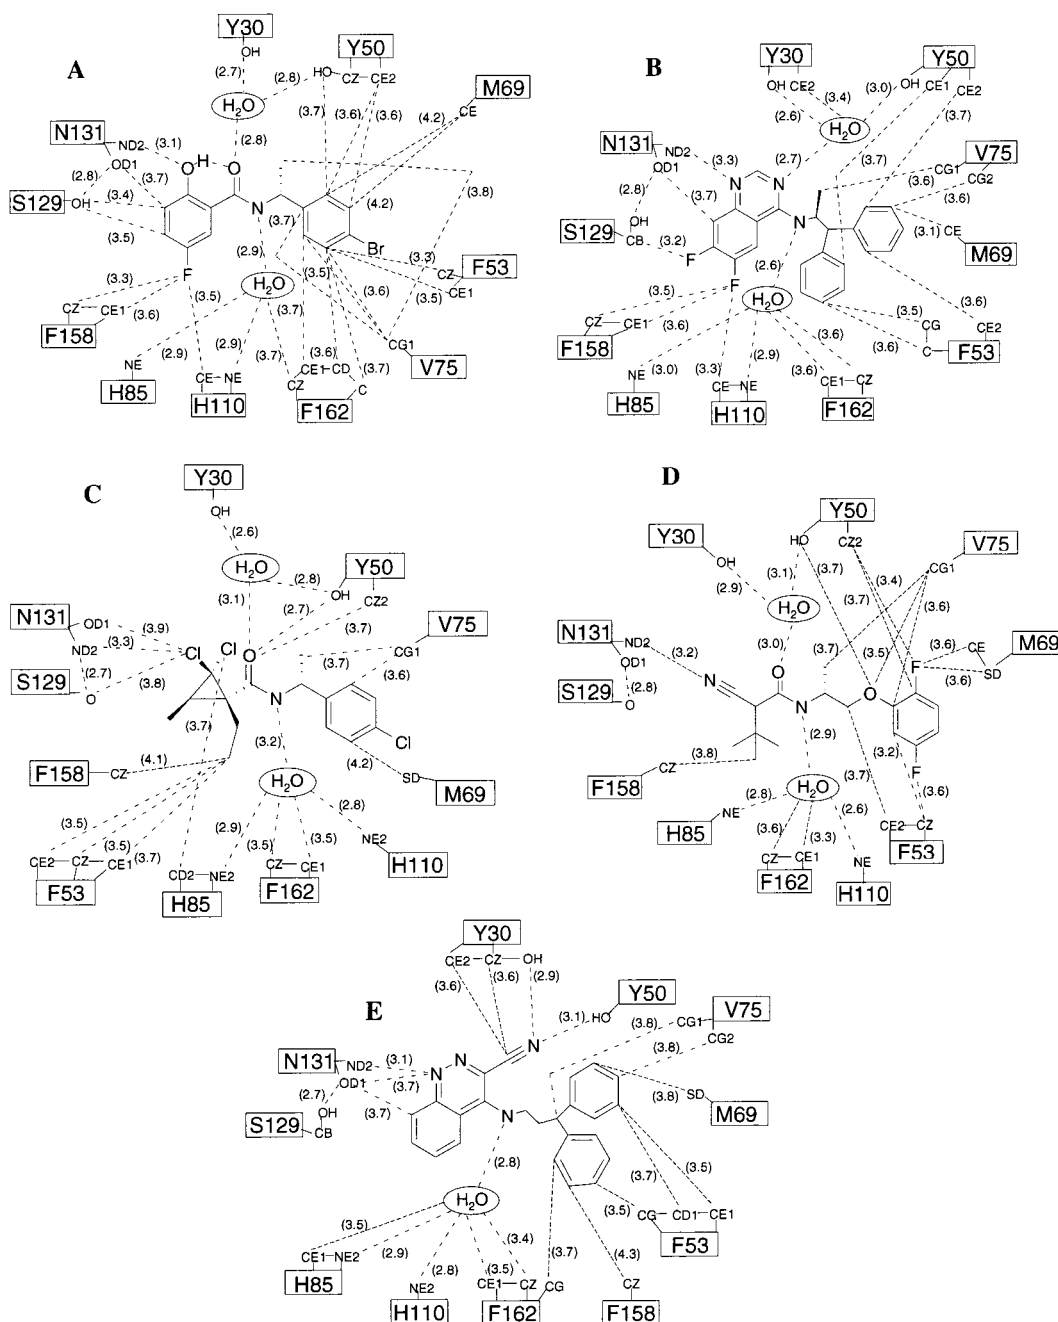 A
Y30
OH
(2.7)
H2O
(2.8)
Y50
HO CZ CE2
M69
CE
(3.7)
(3.6)
(3.6)
(4.2)
N131
ND2
(3.1)
OD1
(2.8)
(3.7)
S129
OH
(3.4)
(3.5)
O H
O
(2.8)
N
(3.7)
(4.2)
(3.8)
Br
(2.9)
F
H2O
(3.5)
(3.3)
CZ
F53
CE1
(3.5)
(3.6)
(3.3)
CZ CE1
(3.6)
F158
(3.5)
(3.7)
CG1
V75
(2.9)
(2.9)
(3.7)
(3.6)
(3.7)
NE
H85
CE NE
H110
CZ CE1 CD C
F162
B
Y30
OH CE2
(3.4)
(2.6)
(3.0)
Y50
OH CE1
CE2
(3.7)
H2O
N131
ND2
OD1
(3.3)
(2.7)
(3.7)
V75
CG1
CG2
(3.6)
(3.6)
(2.8)
(3.7)
N
N
N
OH
S129
CB
(3.2)
F
F
(2.6)
(3.1)
CE
M69
H2O
(3.5)
CZ CE1
(3.6)
F158
(3.6)
(3.5)
CG
CE2
C
F53
(3.6)
(3.6)
NE
(3.0)
H85
(3.3)
(2.9)
CE NE
H110
(3.6)
CE1 CZ
F162
C
Y30
OH
(2.6)
H2O
(2.8)
Y50
OH
CZ2
(3.1)
(2.7)
(3.7)
N131
OD1
(3.9)
ND2
(3.3)
(2.7)
S129
O
(3.8)
Cl
Cl
O
N
V75
CG1
(3.7)
(3.6)
Cl
(3.7)
(3.2)
(4.2)
SD
M69
F158
CZ
(4.1)
H2O
(2.8)
(3.5)
(3.5)
(3.7)
(2.9)
(3.5)
(3.5)
NE2
H110
CE2 CZ CE1
F53
CD2 NE2
H85
CZ CE1
F162
D
Y30
OH
(2.9)
Y50
HO
CZ2
(3.1)
(3.7)
(3.4)
(3.7)
V75
CG1
(3.6)
H2O
N131
ND2
(3.2)
OD1
(2.8)
S129
O
(3.0)
N
O
N
(3.7)
(3.5)
O
F
F
(3.6)
CE
(3.6)
SD
M69
(2.9)
(3.2)
(3.8)
CZ
F158
(3.7)
(3.6)
H2O
(2.8)
NE
H85
(3.6)
(3.3)
(2.6)
CE2 CZ
F53
CZ CE1
F162
NE
H110
E
Y30
CE2 CZ OH
(3.6)
(3.6)
(2.9)
Y50
HO
(3.1)
N
V75
CG1
(3.8)
CG2
(3.8)
N131
ND2
(3.1)
OD1
(3.7)
(2.7)
(3.7)
OH
S129
CB
N
N
N
(3.8)
SD
M69
(2.8)
(3.7)
(3.5)
H2O
(3.5)
(2.9)
(3.4)
(3.5)
CG CD1 CE1
F53
CE1 NE2
H85
(2.8)
NE2
H110
(3.5)
CE1 CZ CG
F162
(3.7)
(4.3)
CZ
F158